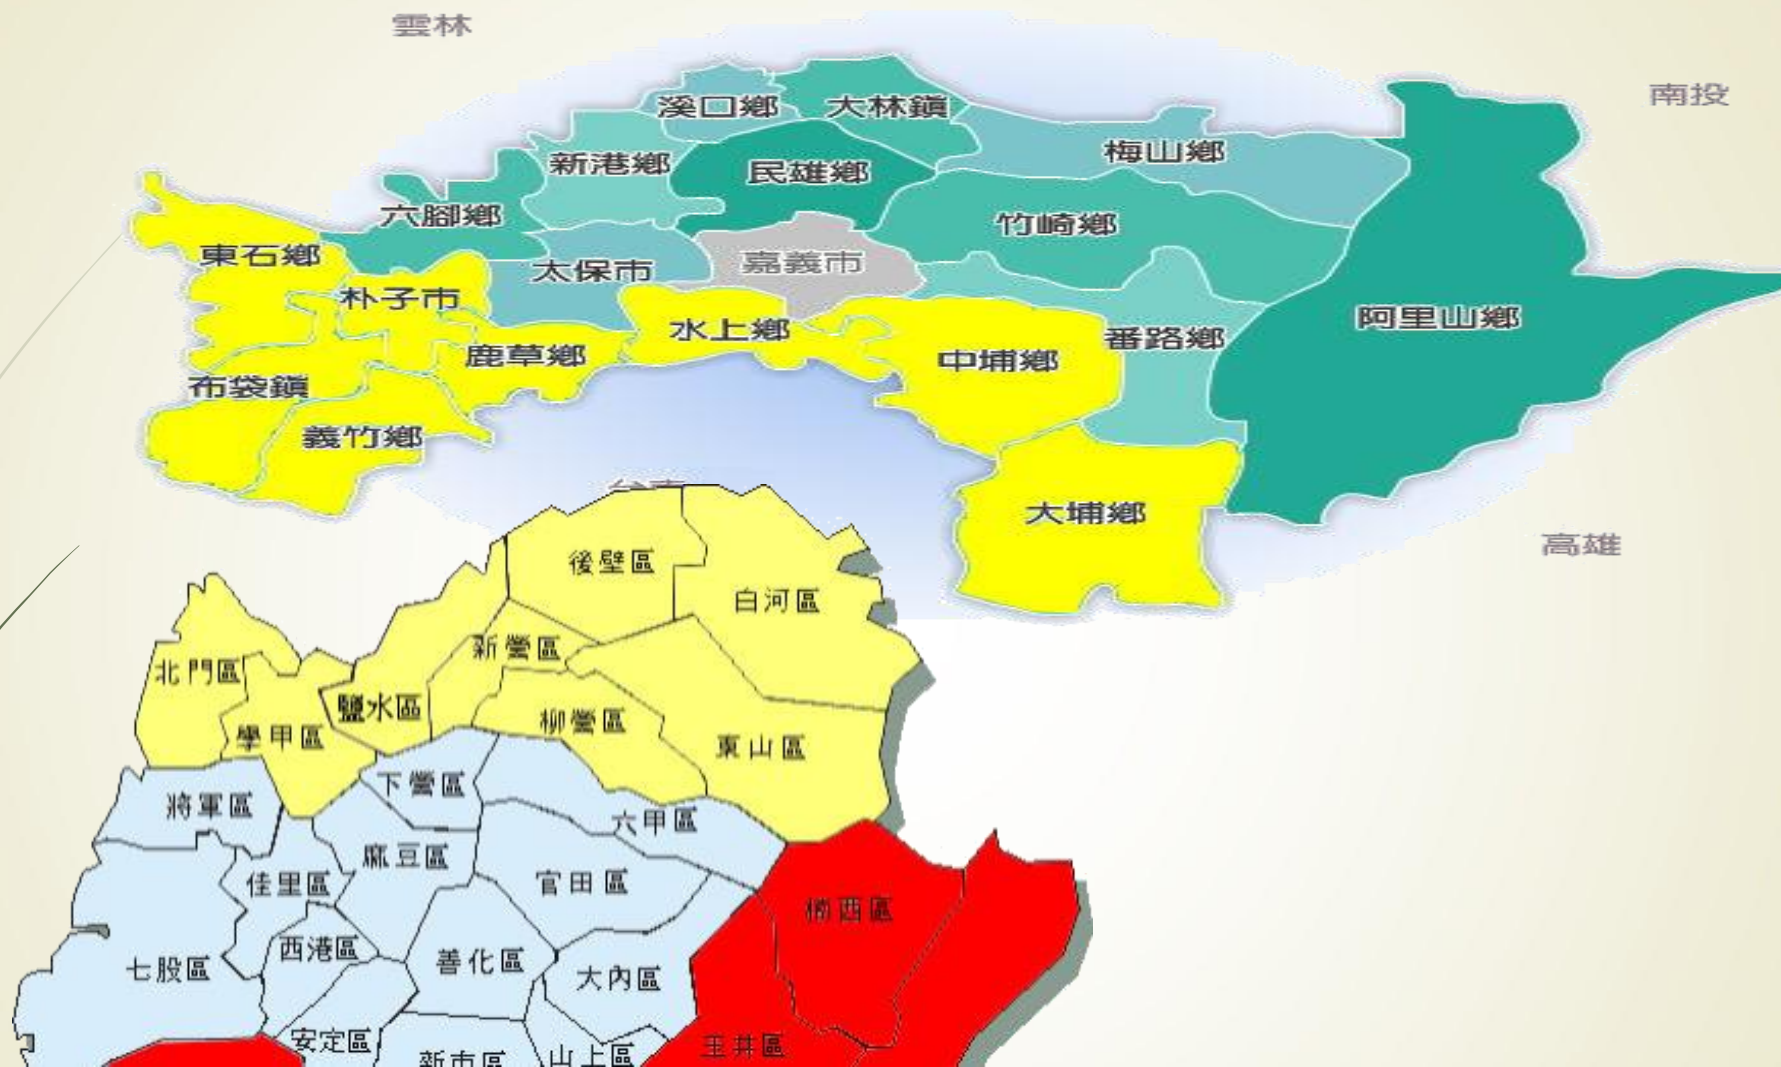 雲林
南投
溪口鄉
大林鎮
新港鄉
民雄鄉
梅山鄉
六腳鄉
竹崎鄉
東石鄉
太保市
嘉義市
朴子市
水上鄉
阿里山鄉
鹿草鄉
番路鄉
中埔鄉
布袋鎮
義竹鄉
大埔鄉
高雄
後壁區
白河區
新營區
北門區
鹽水區
柳營區
學甲區
東山區
下營區
將軍區
六甲區
麻豆區
佳里區
官田區
楠西區
西港區
善化區
七股區
大內區
安定區
玉井區
新市區
山上區